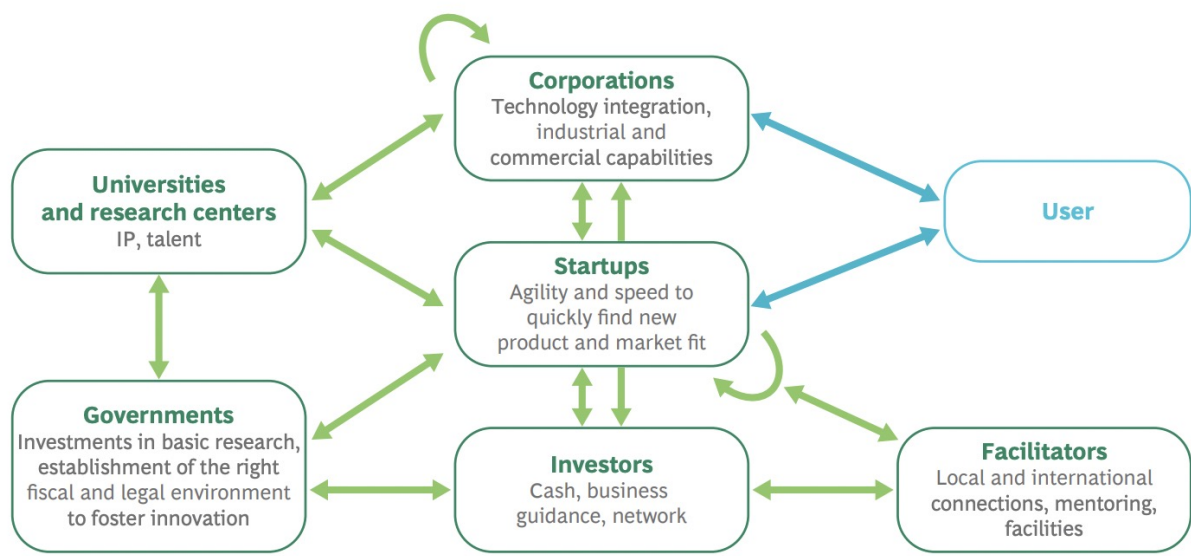 Corporations
Technology integration,
industrial and
commercial capabilities
Universities
and research centers
IP, talent
User
Startups
Agility and speed to
quickly find new
product and market fit
Governments
Investments in basic research,
establishment of the right
fiscal and legal environment
to foster innovation
Investors
Cash, business
guidance, network
Facilitators
Local and international
connections, mentoring,
facilities